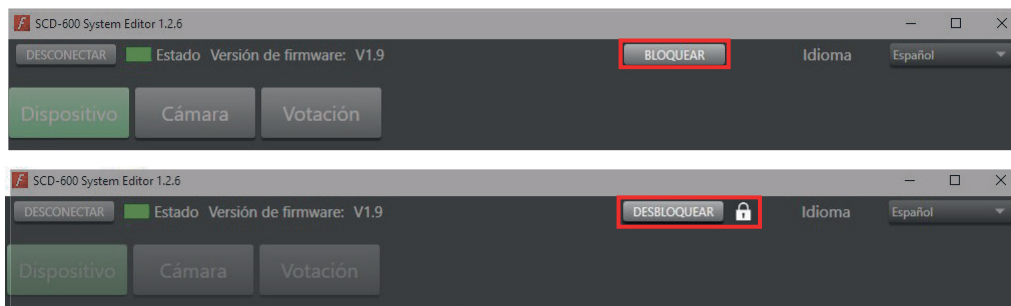 SCD-600 System Editor 1.2.6
DESCONECTAR Estado Versión de firmware: V1.9 BLOQUEAR Idioma Español
Dispositivo Cámara Votación
SCD-600 System Editor 1.2.6
DESCONECTAR Estado Versión de firmware: V1.9 DESBLOQUEAR Idioma Español
Dispositivo Cámara Votación